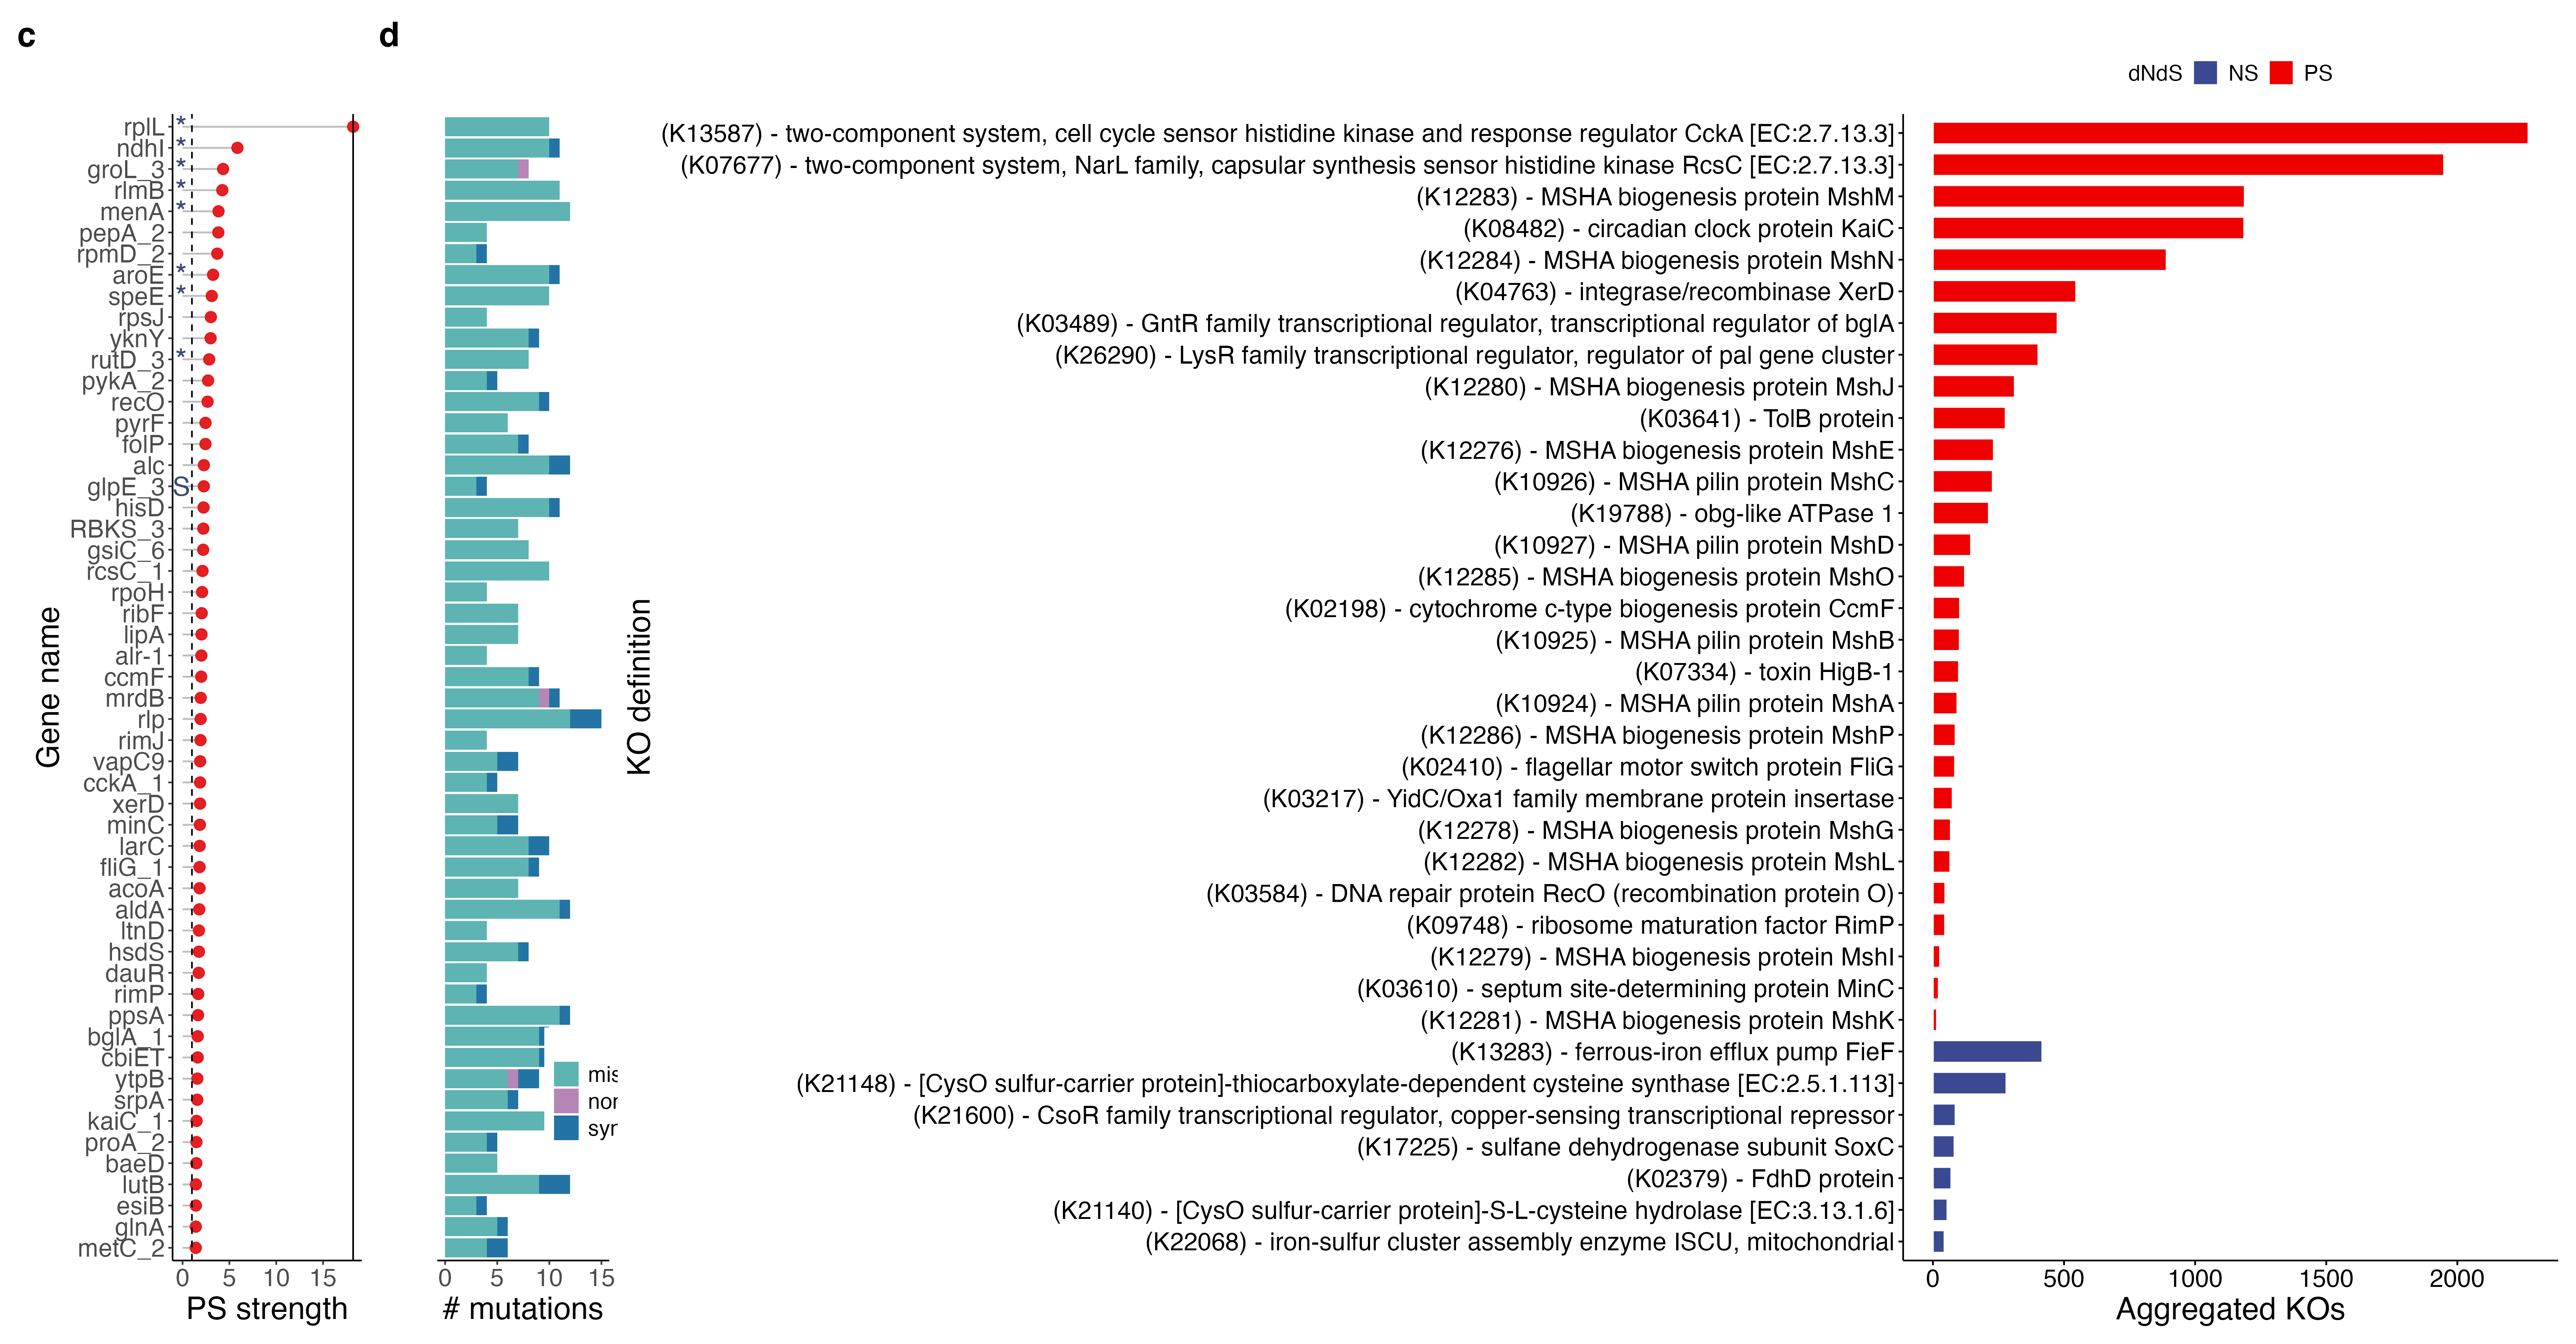 c
d
dNdS NS PS
Gene name
rplL *
ndhI *
groL_3 *
rlmB *
menA *
pepA_2
rpmD_2
aroE *
speE *
rpsJ
yknY
rutD_3 *
pykA_2
recO
pyrF
folP
alc
glpE_3 S
hisD
RBKS_3
gsiC_6
rcsC_1
rpoH
ribF
lipA
alr-1
ccmF
mrdB
rlp
rimJ
vapC9
cckA_1
xerD
minC
larC
fliG_1
acoA
aldA
ltnD
hsdS
dauR
rimP
ppsA
bglA_1
cbiET
ytpB
srpA
kaiC_1
proA_2
baeD
lutB
esiB
glnA
metC_2
0 5 10 15
PS strength
mis
nor
syr
0 5 10 15
# mutations
KO definition
(K13587) - two-component system, cell cycle sensor histidine kinase and response regulator CckA [EC:2.7.13.3]
(K07677) - two-component system, NarL family, capsular synthesis sensor histidine kinase RcsC [EC:2.7.13.3]
(K12283) - MSHA biogenesis protein MshM
(K08482) - circadian clock protein KaiC
(K12284) - MSHA biogenesis protein MshN
(K04763) - integrase/recombinase XerD
(K03489) - GntR family transcriptional regulator, transcriptional regulator of bglA
(K26290) - LysR family transcriptional regulator, regulator of pal gene cluster
(K12280) - MSHA biogenesis protein MshJ
(K03641) - TolB protein
(K12276) - MSHA biogenesis protein MshE
(K10926) - MSHA pilin protein MshC
(K19788) - obg-like ATPase 1
(K10927) - MSHA pilin protein MshD
(K12285) - MSHA biogenesis protein MshO
(K02198) - cytochrome c-type biogenesis protein CcmF
(K10925) - MSHA pilin protein MshB
(K07334) - toxin HigB-1
(K10924) - MSHA pilin protein MshA
(K12286) - MSHA biogenesis protein MshP
(K02410) - flagellar motor switch protein FliG
(K03217) - YidC/Oxa1 family membrane protein insertase
(K12278) - MSHA biogenesis protein MshG
(K12282) - MSHA biogenesis protein MshL
(K03584) - DNA repair protein RecO (recombination protein O)
(K09748) - ribosome maturation factor RimP
(K12279) - MSHA biogenesis protein MshI
(K03610) - septum site-determining protein MinC
(K12281) - MSHA biogenesis protein MshK
(K13283) - ferrous-iron efflux pump FieF
(K21148) - [CysO sulfur-carrier protein]-thiocarboxylate-dependent cysteine synthase [EC:2.5.1.113]
(K21600) - CsoR family transcriptional regulator, copper-sensing transcriptional repressor
(K17225) - sulfane dehydrogenase subunit SoxC
(K02379) - FdhD protein
(K21140) - [CysO sulfur-carrier protein]-S-L-cysteine hydrolase [EC:3.13.1.6]
(K22068) - iron-sulfur cluster assembly enzyme ISCU, mitochondrial
0 500 1000 1500 2000
Aggregated KOs